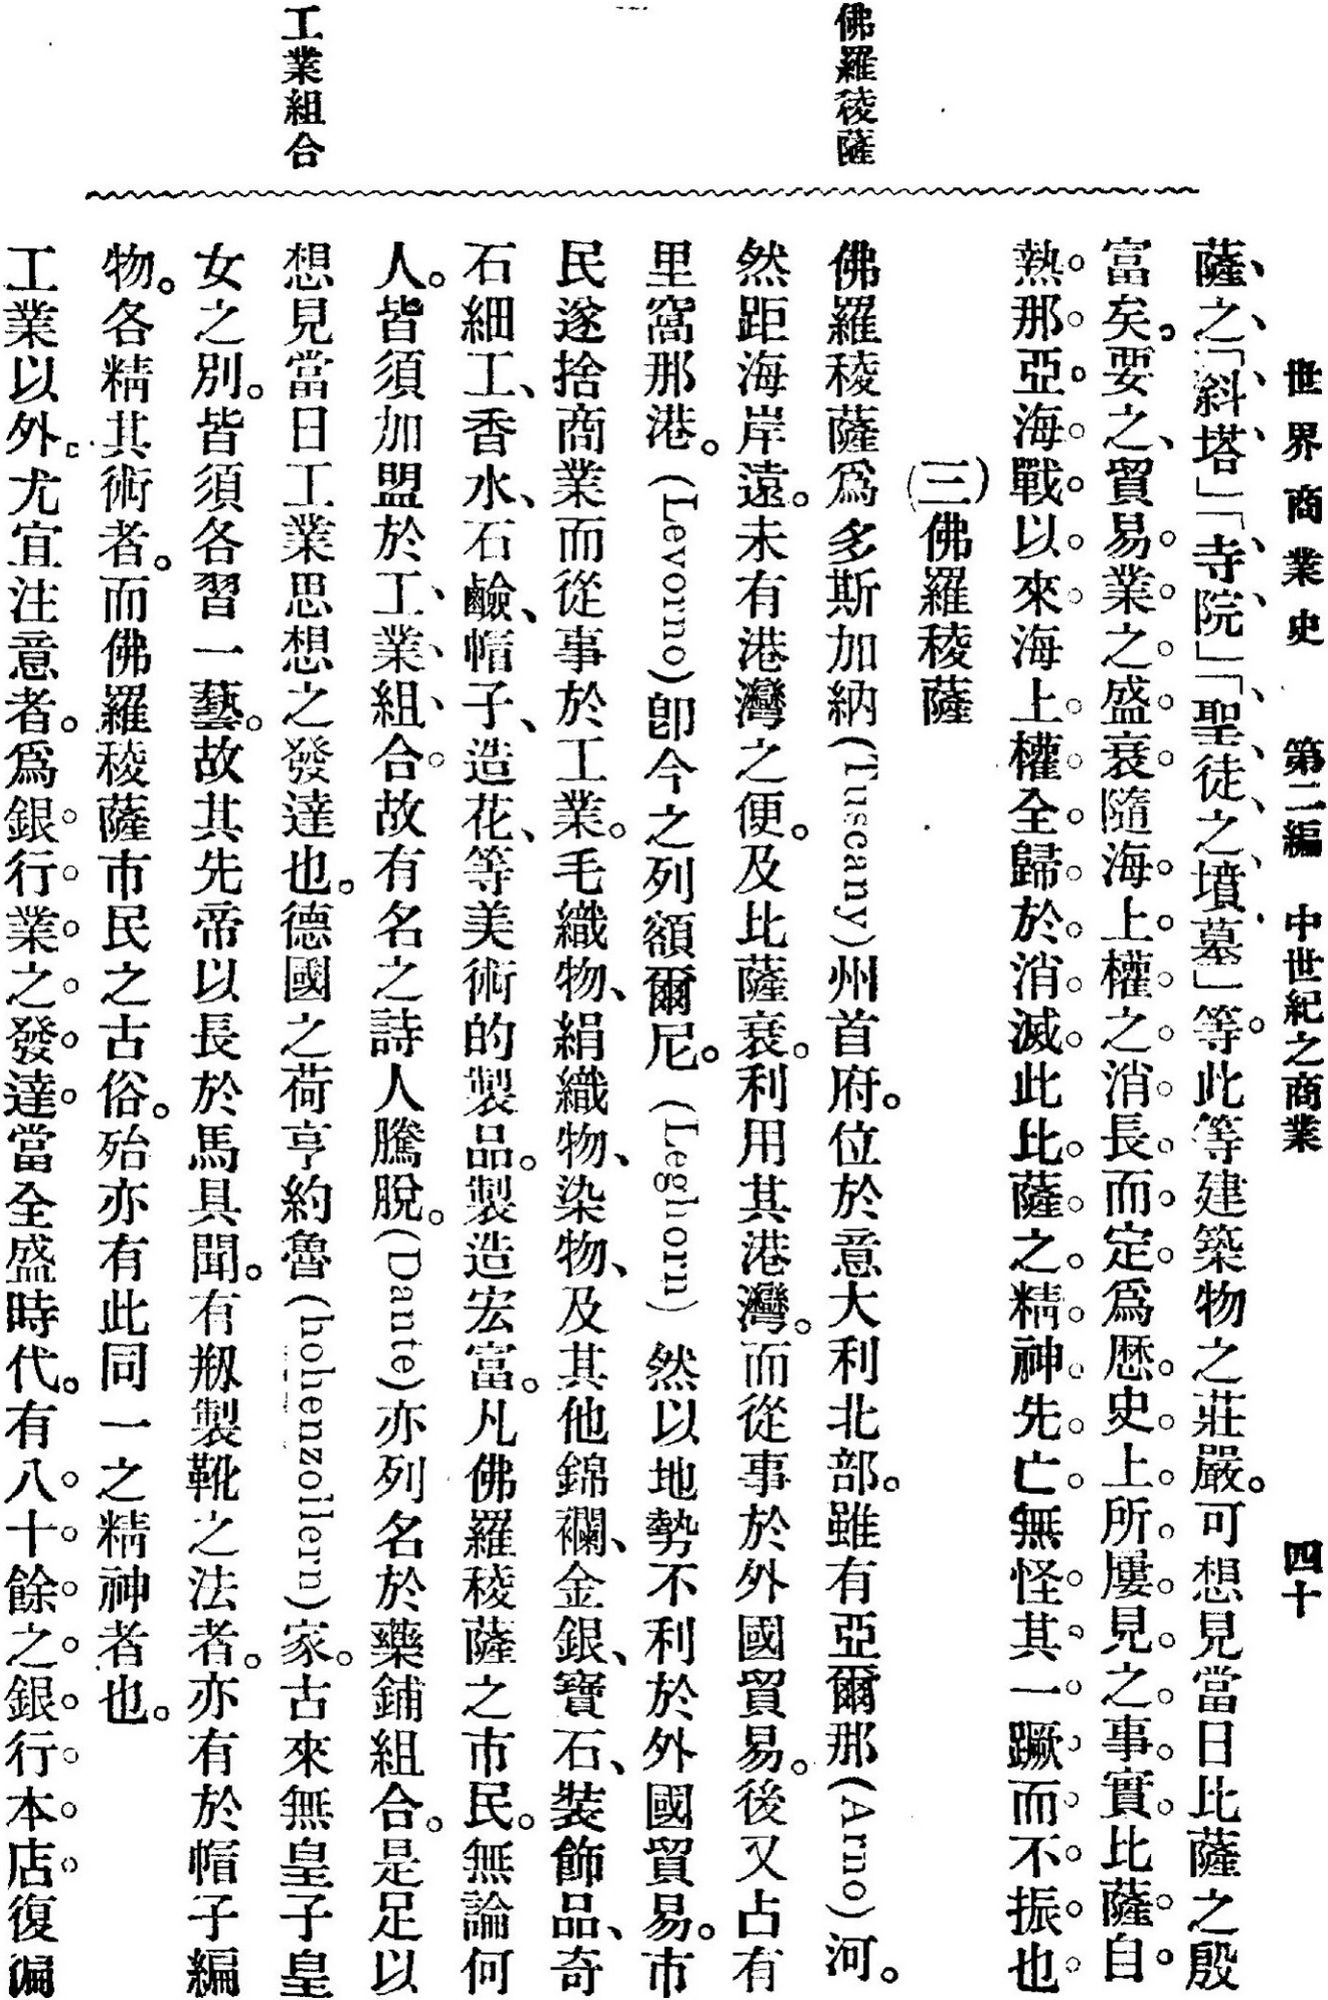 世界商業史　第二編　中世紀之商業　四十
薩、之、「斜、塔、」「寺、院、」「聖、徒、之、墳、墓、」等。此等建築物之莊嚴。可想見當日比薩之殷
富矣。要之、貿易業之盛衰隨海上權之消長而定爲歷史上所屢見之事實比薩自
熱那亞海戰以來海上權全歸於消滅此比薩之精神先亡無怪其一蹶而不振也
（三）佛羅稜薩
佛羅稜薩
佛羅稜薩爲多斯加納(Tuscany)州首府。位於意大利北部。雖有亞爾那(Arno)河。
然距海岸遠。未有港灣之便。及比薩衰。利用其港灣。而從事於外國貿易。後又占有
里窩那港。(Levorno)卽今之列額爾尼。(Leghorn)然以地勢不利於外國貿易。市
民遂捨商業而從事於工業。毛織物、絹織物、染物、及其他錦襴、金銀、寶石、裝飾品、奇
石細工、香水、石鹼、帽子、造花、等美術的製品。製造宏富。凡佛羅稜薩之市民。無論何
人。皆須加盟於工、業、組、合。故有名之詩人騰脫。(Dante)亦列名於藥鋪組合。是足以
工業組合
想見當日工業思想之發達也。德國之荷亨約魯(hohenzolern)家。古來無皇子皇
女之別。皆須各習一藝。故其先帝以長於馬具聞。有剏製靴之法者。亦有於帽子編
物。各精其術者。而佛羅稜薩市民之古俗。殆亦有此同一之精神者也。
工業以外。尤宜注意者。爲銀行業之發達當全盛時代。有八十餘之銀行本店復徧